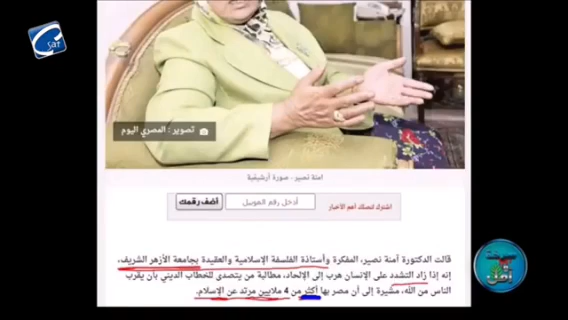 C Sat
تصوير : المصري اليوم
آمنة نصير - صورة أرشيفية
اشترك لتصلك أهم الأخبار
أدخل رقم الموبيل
أضف رقمك
قالت الدكتورة آمنة نصير، المفكرة وأستاذة الفلسفة الإسلامية والعقيدة بجامعة الأزهر الشريف،
إنه إذا زاد التشدد على الإنسان هرب إلى الإلحاد، مطالبة من يتصدى للخطاب الديني بأن يقرب
الناس من الله، مشيرة إلى أن مصر بها أكثر من 4 ملايين مرتد عن الإسلام.